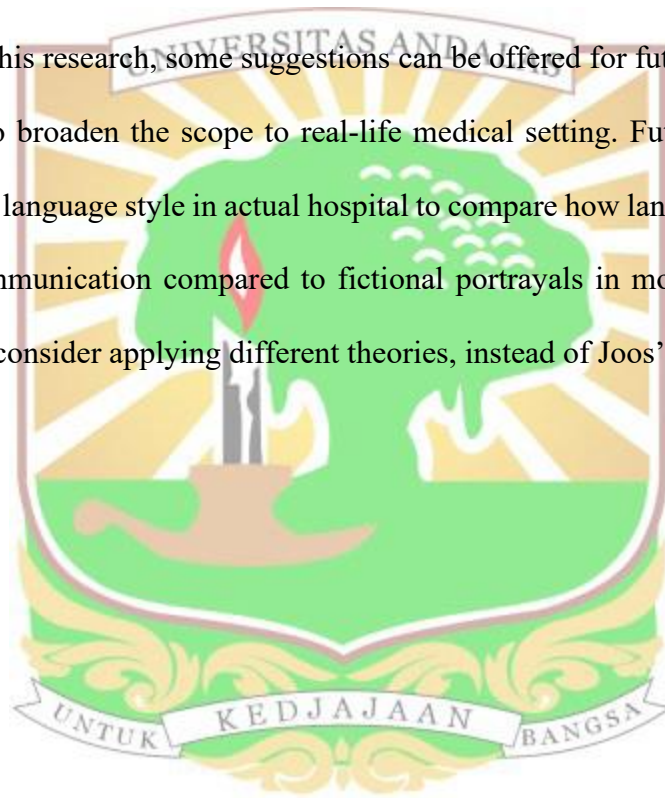 UNIVERSITAS ANDALAS
his research, some suggestions can be offered for fut
o broaden the scope to real-life medical setting. Fu
language style in actual hospital to compare how lan
mmunication compared to fictional portrayals in mo
consider applying different theories, instead of Joos’
UNTUK KEDJAJAAN BANGSA